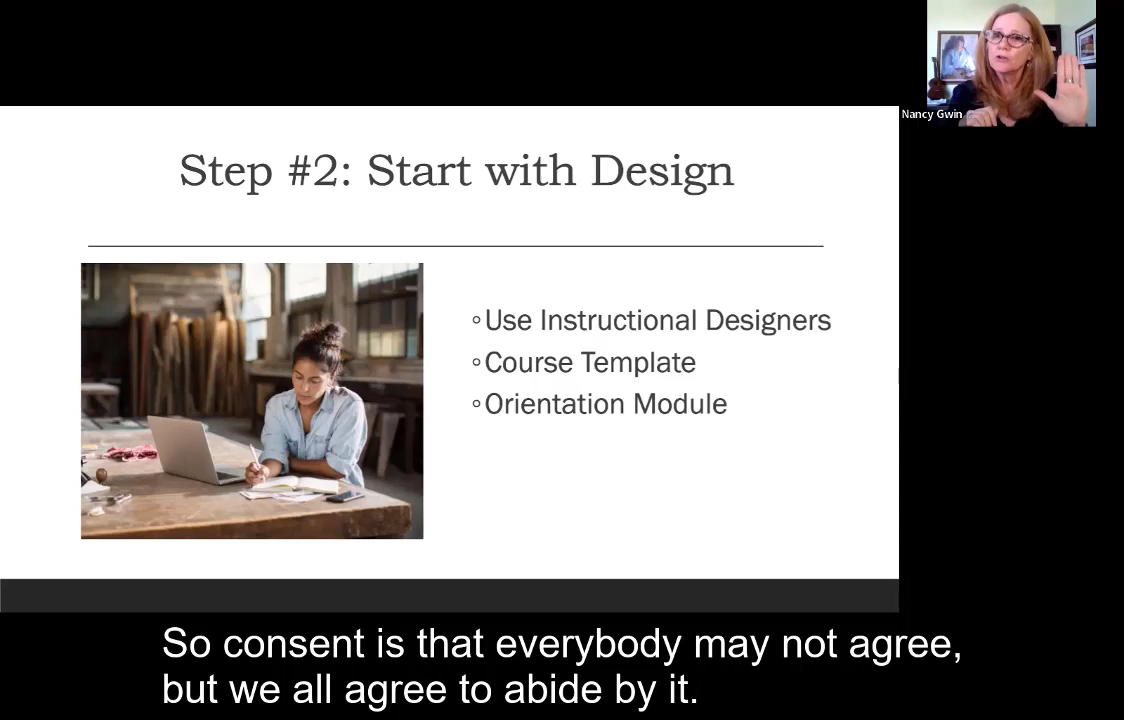 Nancy Gwin
Step #2: Start with Design
◦Use Instructional Designers
◦Course Template
◦Orientation Module
So consent is that everybody may not agree,
but we all agree to abide by it.